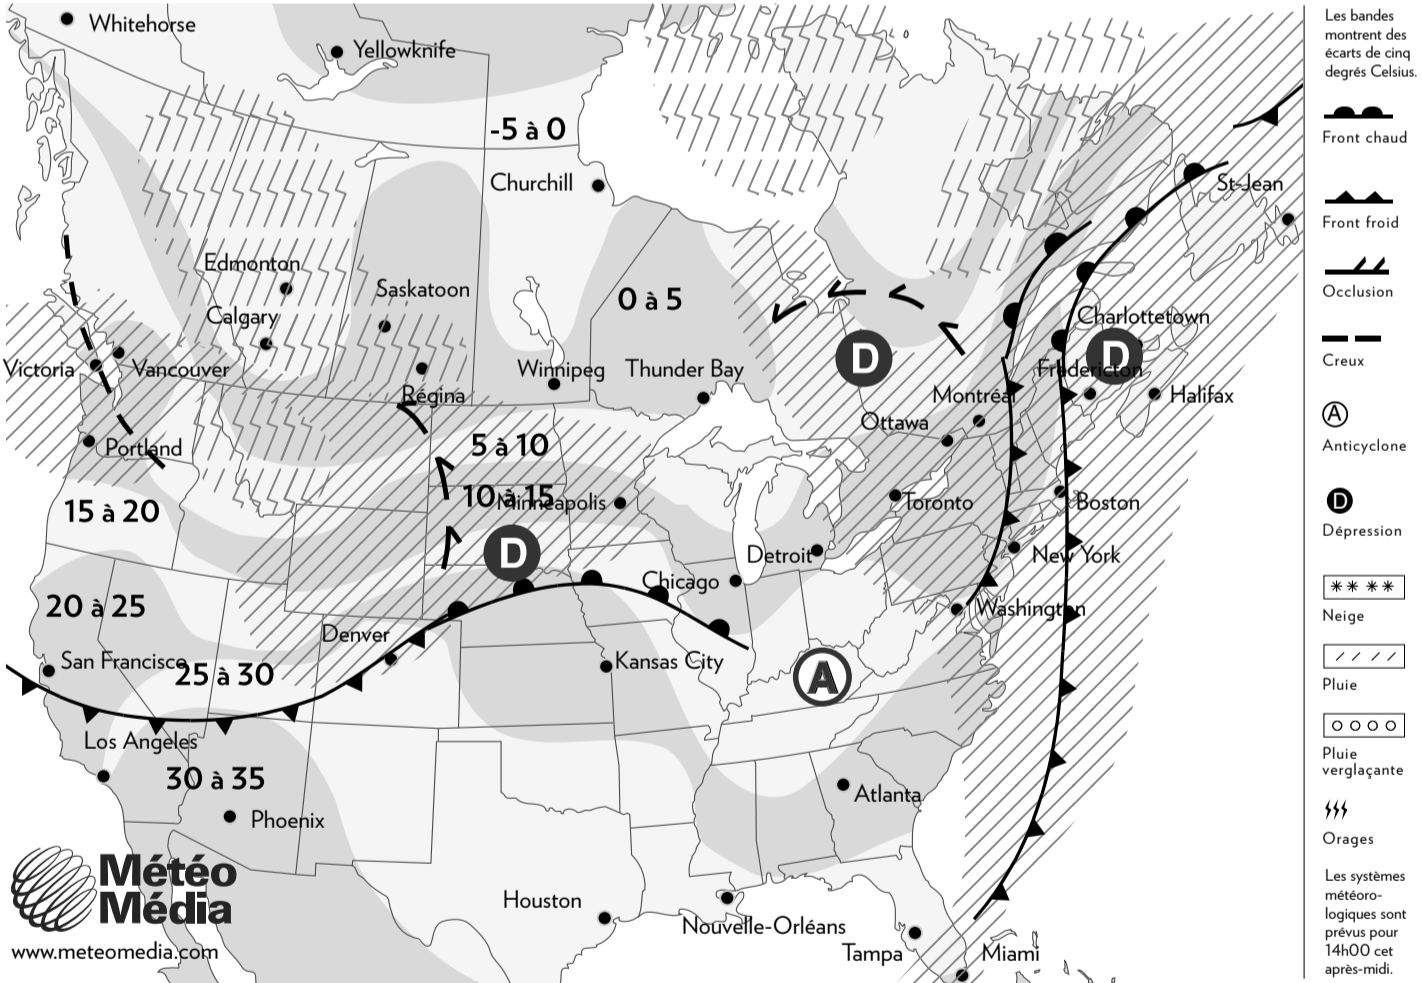 Whitehorse
Yellowknife
-5 à 0
Churchill
St-Jean
Edmonton
Saskatoon
0 à 5
Calgary
Charlottetown
Victoria
Vancouver
Winnipeg
Thunder Bay
D
D
Fredericton
Régina
Montréal
Halifax
Ottawa
Portland
5 à 10
10 à 15
Minneapolis
Toronto
Boston
15 à 20
D
Detroit
New York
Chicago
20 à 25
Washington
Denver
San Francisco
Kansas City
25 à 30
A
Los Angeles
30 à 35
Atlanta
Phoenix
Météo
Média
www.meteomedia.com
Houston
Nouvelle-Orléans
Tampa
Miami
Les bandes
montrent des
écarts de cinq
degrés Celsius.
Front chaud
Front froid
Occlusion
Creux
A
Anticyclone
D
Dépression
Neige
Pluie
Pluie
verglaçante
Orages
Les systèmes
météoro-
logiques sont
prévus pour
14h00 cet
après-midi.